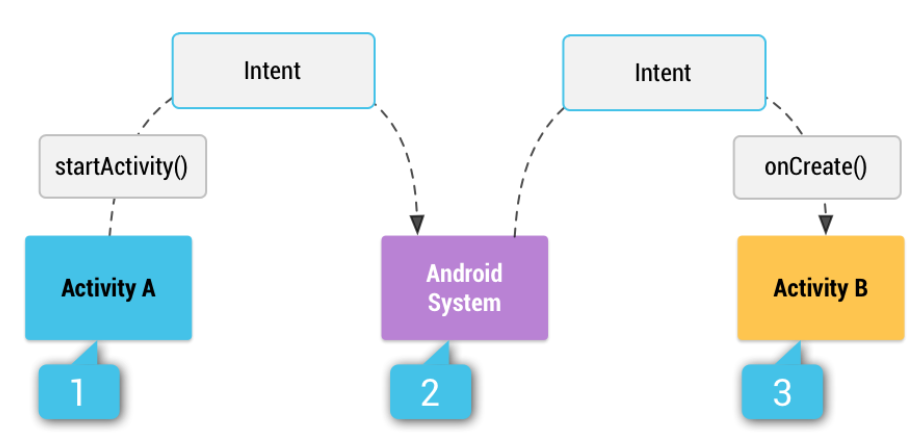 Intent
Intent
startActivity()
onCreate()
Activity A
Android
System
Activity B
1
2
3